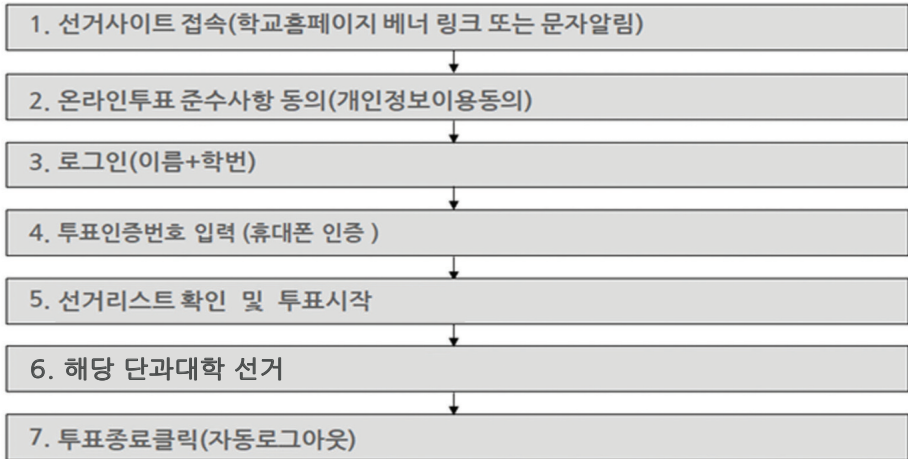 1. 선거사이트 접속(학교홈페이지 베너 링크 또는 문자알림)
2. 온라인투표 준수사항 동의(개인정보이용동의)
3. 로그인(이름+학번)
4. 투표인증번호 입력 (휴대폰 인증 )
5. 선거리스트 확인 및 투표시작
6. 해당 단과대학 선거
7. 투표종료클릭(자동로그아웃)